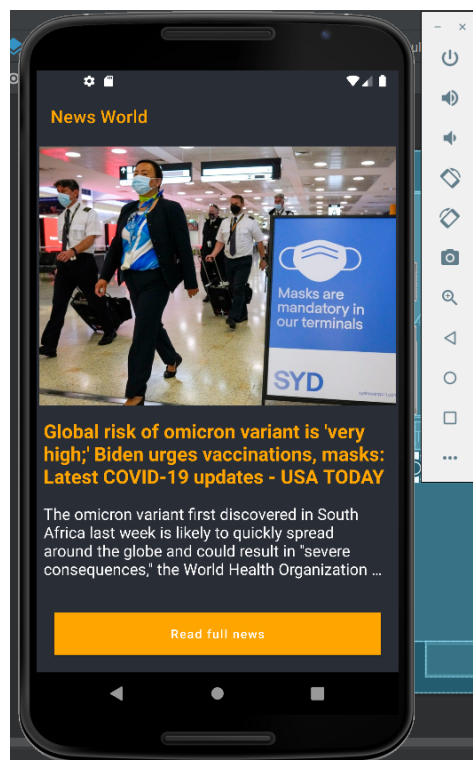 News World
Masks are
mandatory in
our terminals
SYD
Global risk of omicron variant is 'very
high;' Biden urges vaccinations, masks:
Latest COVID-19 updates - USA TODAY
The omicron variant first discovered in South
Africa last week is likely to quickly spread
around the globe and could result in "severe
consequences," the World Health Organization ...
Read full news